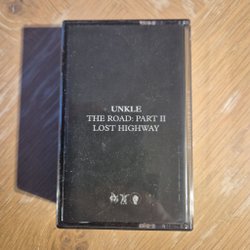 UNKLE
THE ROAD: PART II
LOST HIGHWAY